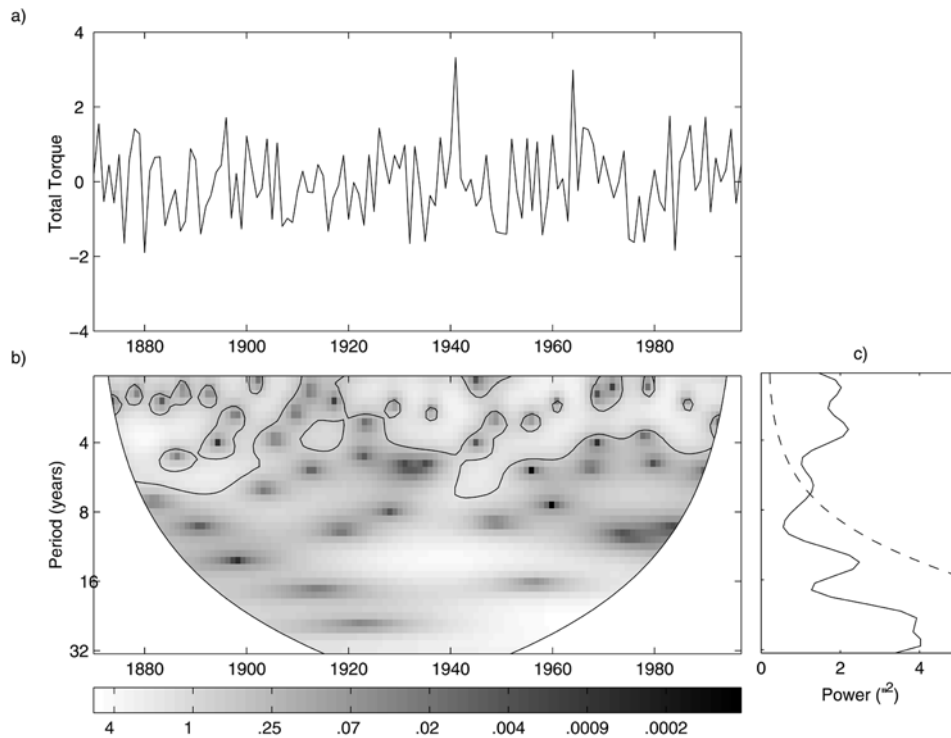 a)
4
2
0
−2
−4
Total Torque
1880 1900 1920 1940 1960 1980
b)
c)
4
8
16
32
Period (years)
1880 1900 1920 1940 1960 1980
0 2 4
Power (²)
4 1 .25 .07 .02 .004 .0009 .0002